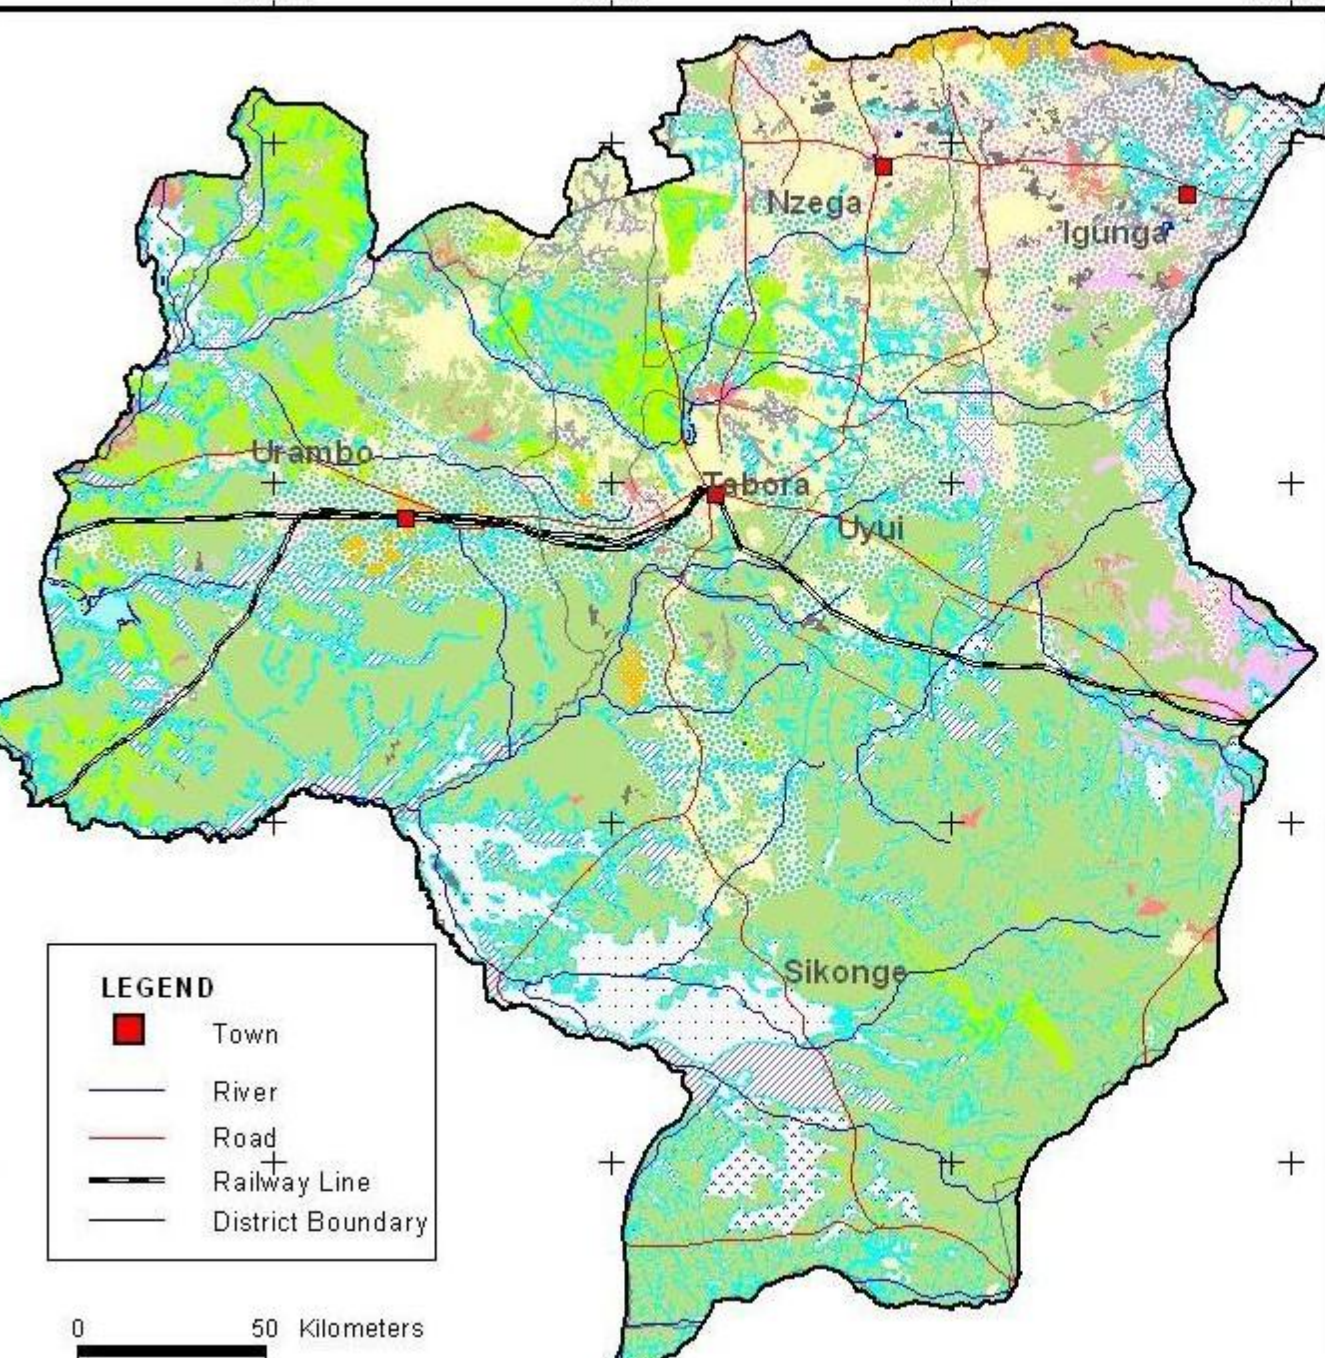 Nzega
Igunga
Urambo
Tabora
Uyui
Sikonge
LEGEND
Town
River
Road
Railway Line
District Boundary
0 50 Kilometers